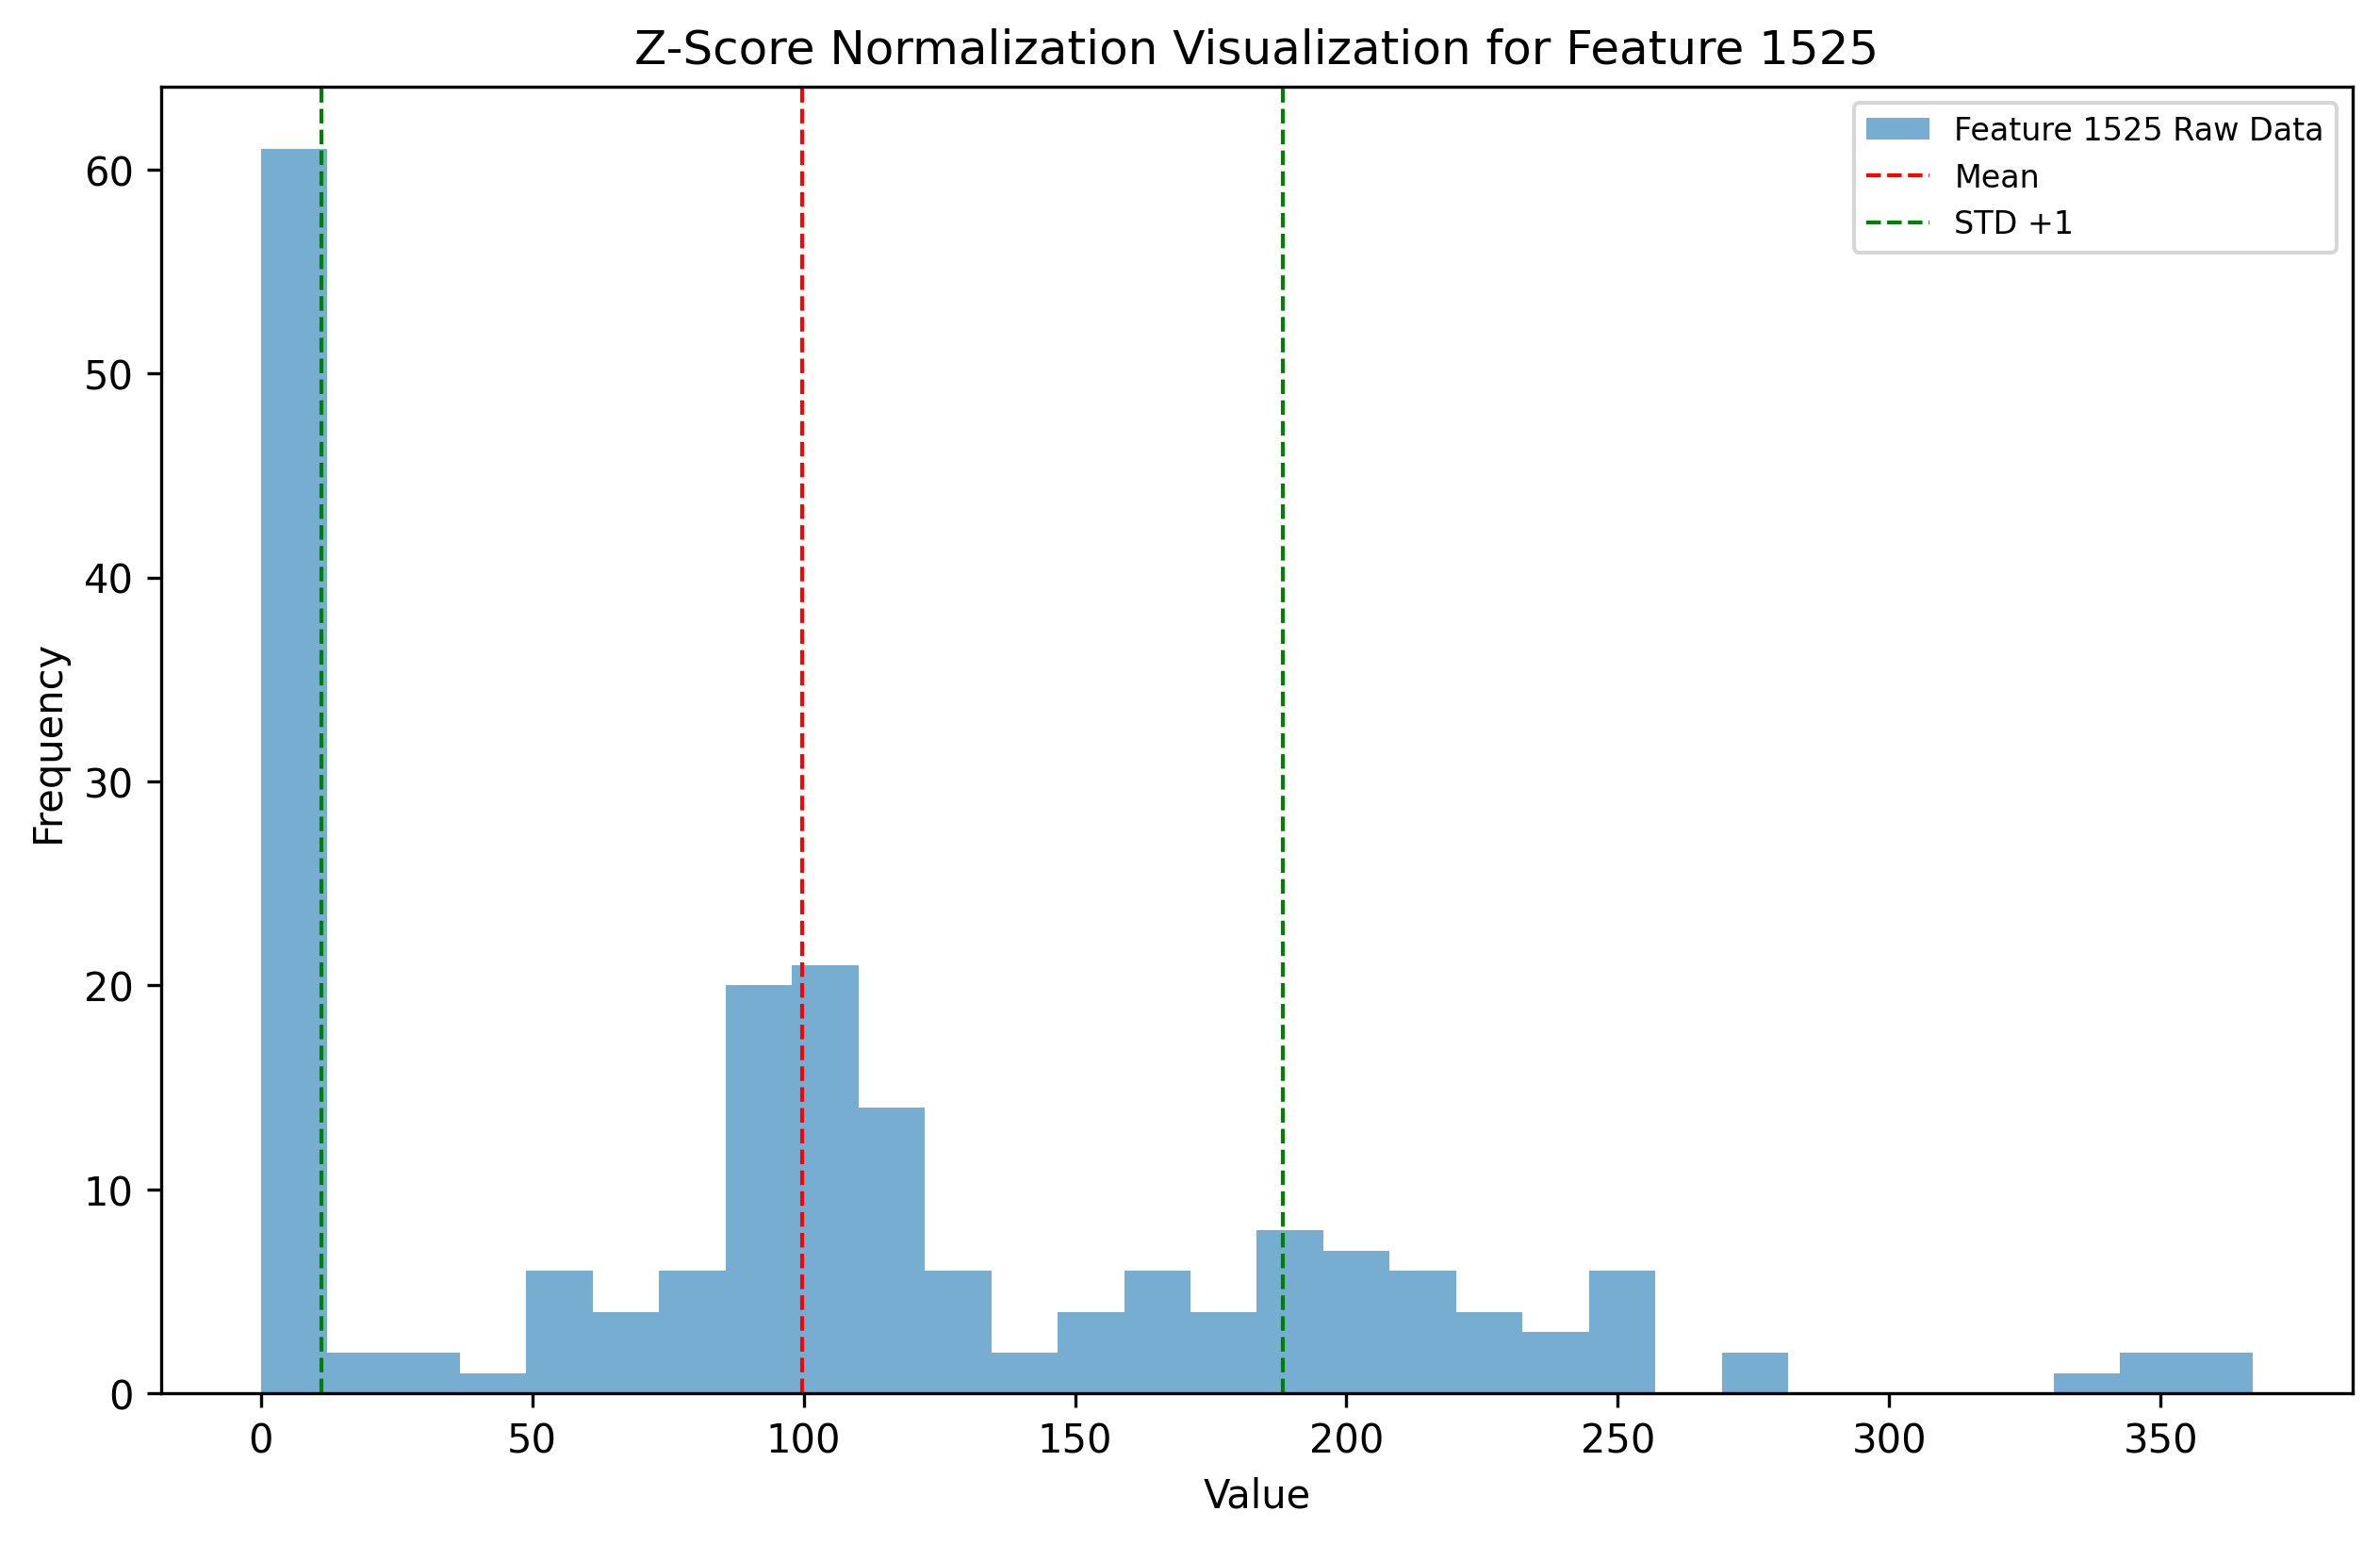 Z-Score Normalization Visualization for Feature 1525
Feature 1525 Raw Data
Mean
STD +1
60
50
40
30
20
10
0
Frequency
0 50 100 150 200 250 300 350
Value